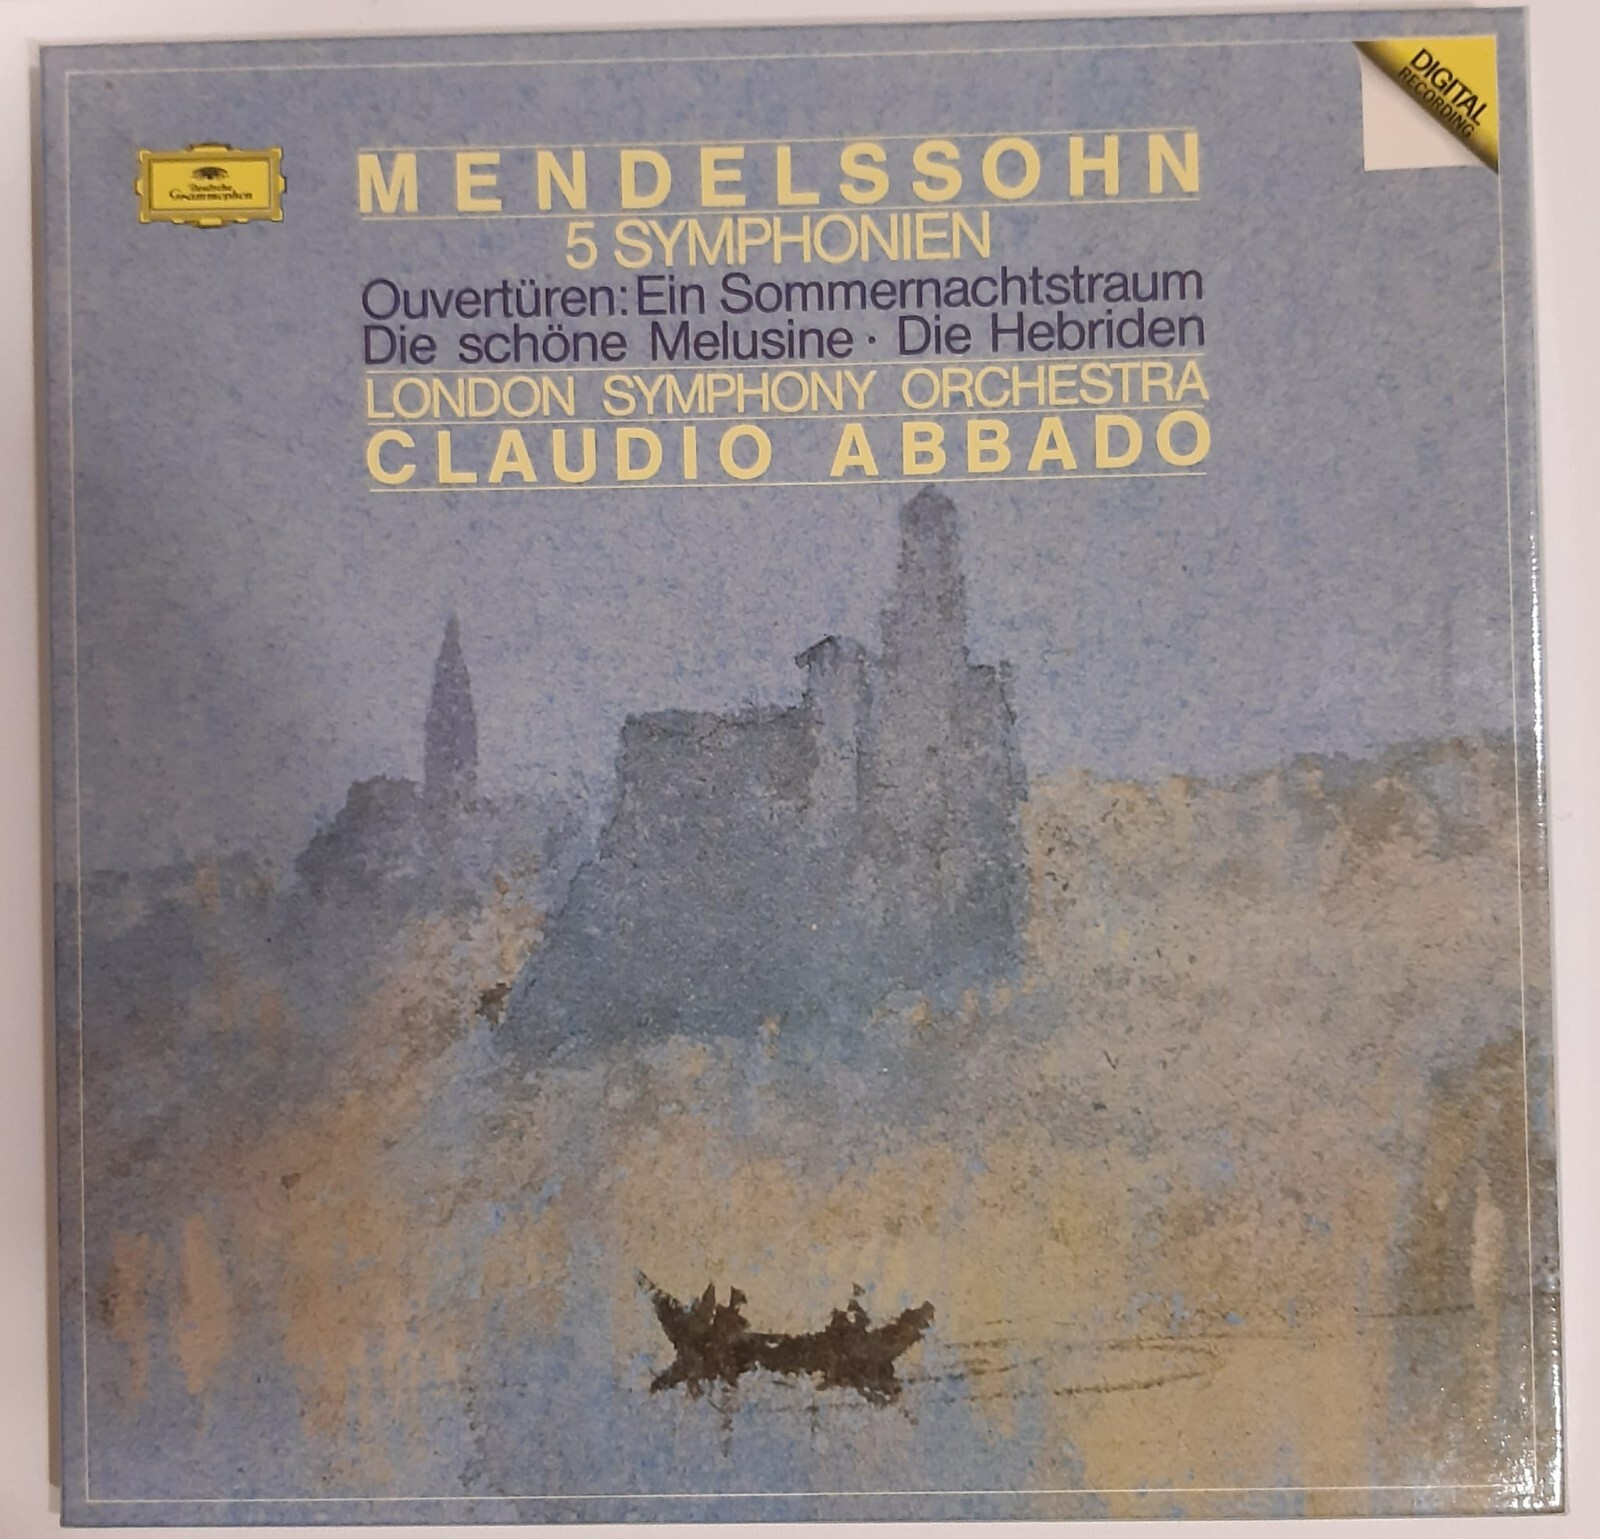 DIGITAL
RECORDING
Deutsche
Grammophon
MENDELSSOHN
5 SYMPHONIEN
Ouvertüren: Ein Sommernachtstraum
Die schöne Melusine · Die Hebriden
LONDON SYMPHONY ORCHESTRA
CLAUDIO ABBADO